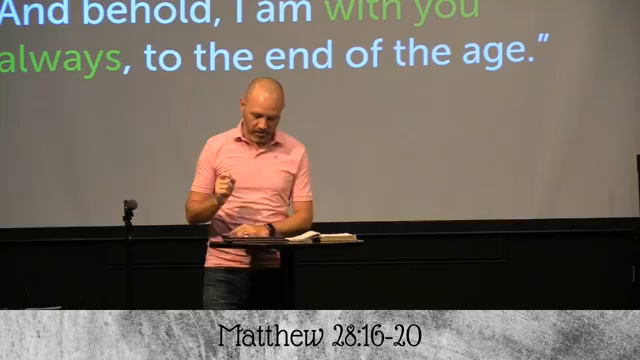 And behold, I am with you
always, to the end of the age.”
Matthew 28:16-20